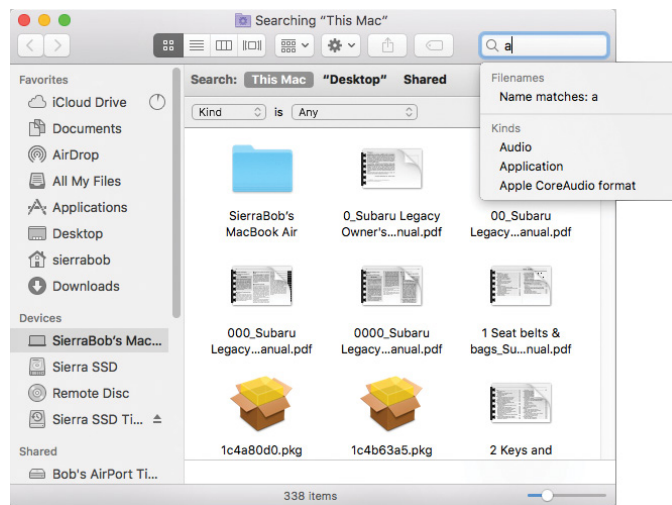 Searching “This Mac”
a
Filenames
Name matches: a
Kinds
Audio
Application
Apple CoreAudio format
Favorites
iCloud Drive
Documents
AirDrop
All My Files
Applications
Desktop
sierrabob
Downloads
Devices
SierraBob's Mac...
Sierra SSD
Remote Disc
Sierra SSD Ti...
Shared
Bob's AirPort Ti...
Search: This Mac “Desktop” Shared
Kind is Any
SierraBob's
MacBook Air
0_Subaru Legacy
Owner's...nual.pdf
00_Subaru
Legacy...anual.pdf
000_Subaru
Legacy...anual.pdf
0000_Subaru
Legacy...anual.pdf
1 Seat belts &
bags_Su...nual.pdf
1c4a80d0.pkg
1c4b63a5.pkg
2 Keys and
338 items